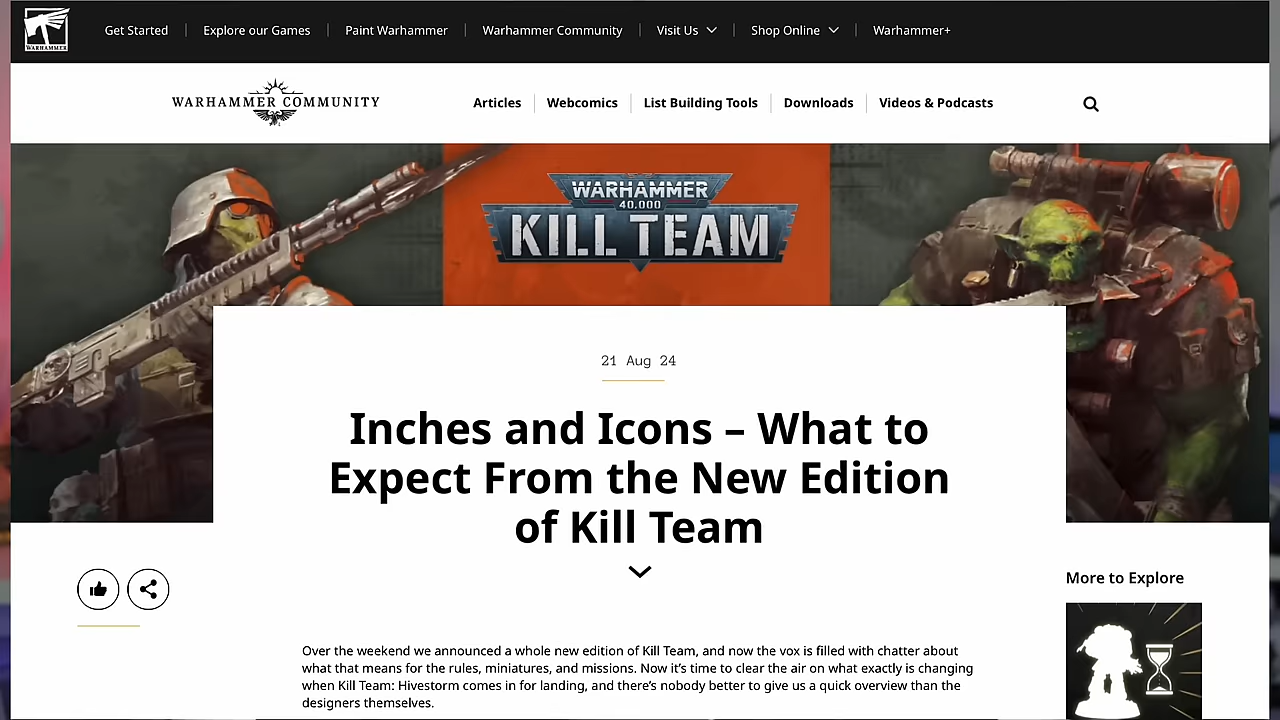 WARHAMMER
Get Started
Explore our Games
Paint Warhammer
Warhammer Community
Visit Us
Shop Online
Warhammer+
WARHAMMER COMMUNITY
Articles
Webcomics
List Building Tools
Downloads
Videos & Podcasts
WARHAMMER
40,000
KILL TEAM
21 Aug 24
Inches and Icons – What to
Expect From the New Edition
of Kill Team
More to Explore
Over the weekend we announced a whole new edition of Kill Team, and now the vox is filled with chatter about
what that means for the rules, miniatures, and missions. Now it’s time to clear the air on what exactly is changing
when Kill Team: Hivestorm comes in for landing, and there’s nobody better to give us a quick overview than the
designers themselves.